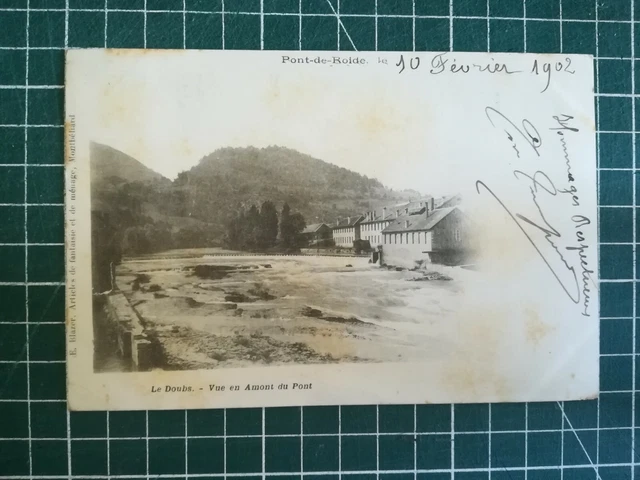 Pont-de-Roide, le 10 Février 1902
Hommages Respectueux
E. Blazer, Articles de fantaisie et de ménage, Montbéliard
Le Doubs. - Vue en Amont du Pont